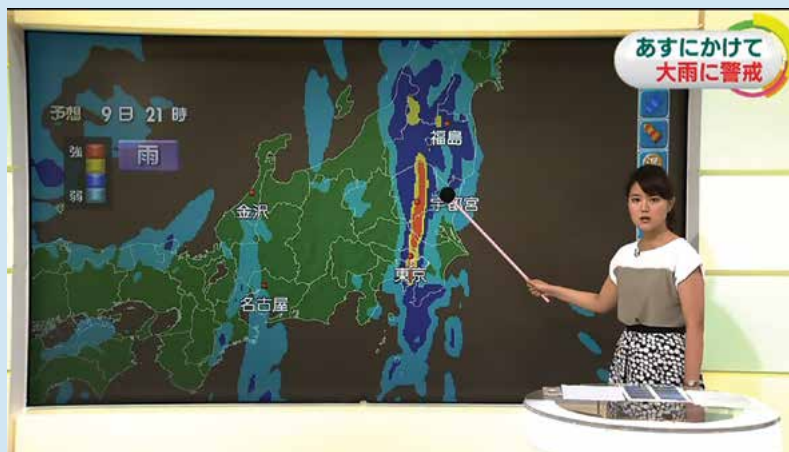 あすにかけて
大雨に警戒
予想 9日 21時
強
雨
弱
福島
金沢
宇都宮
東京
名古屋